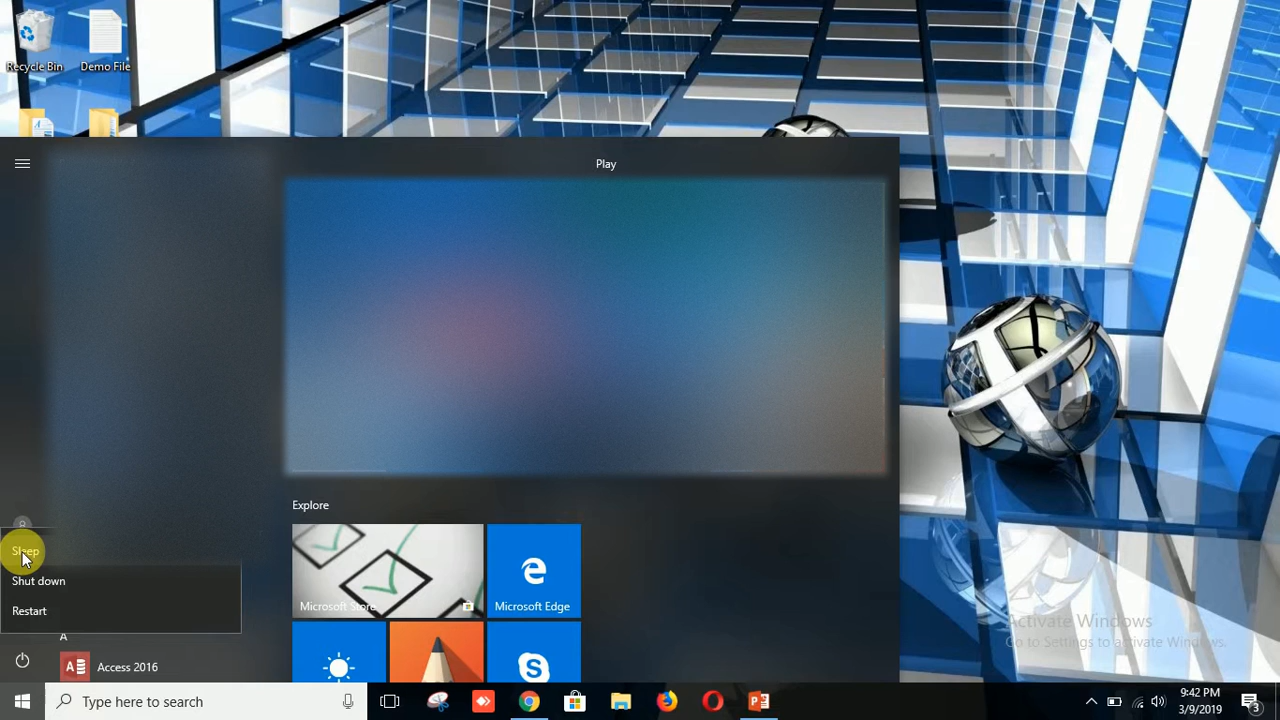 Recycle Bin
Demo File
Play
Explore
Sleep
Shut down
Restart
Microsoft Store
Microsoft Edge
A
Access 2016
Activate Windows
Go to Settings to activate Windows.
Type here to search
9:42 PM
3/9/2019
3